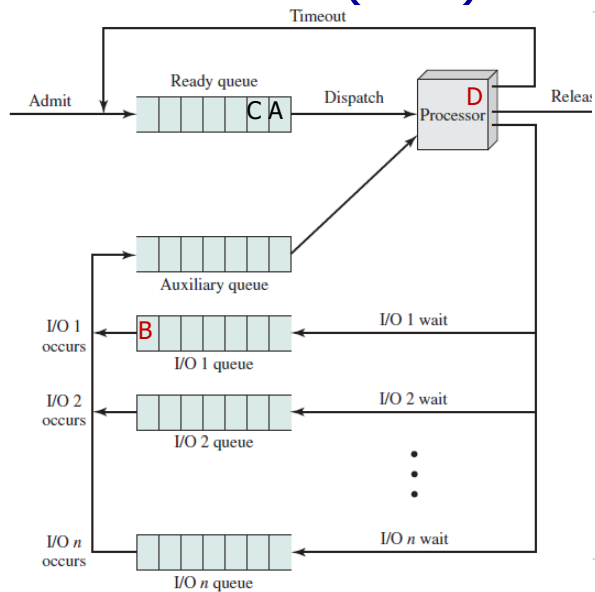 Timeout
Ready queue
Admit
C A
Dispatch
D
Processor
Releas
Auxiliary queue
I/O 1
occurs
B
I/O 1 wait
I/O 1 queue
I/O 2
occurs
I/O 2 wait
I/O 2 queue
I/O n
occurs
I/O n wait
I/O n queue